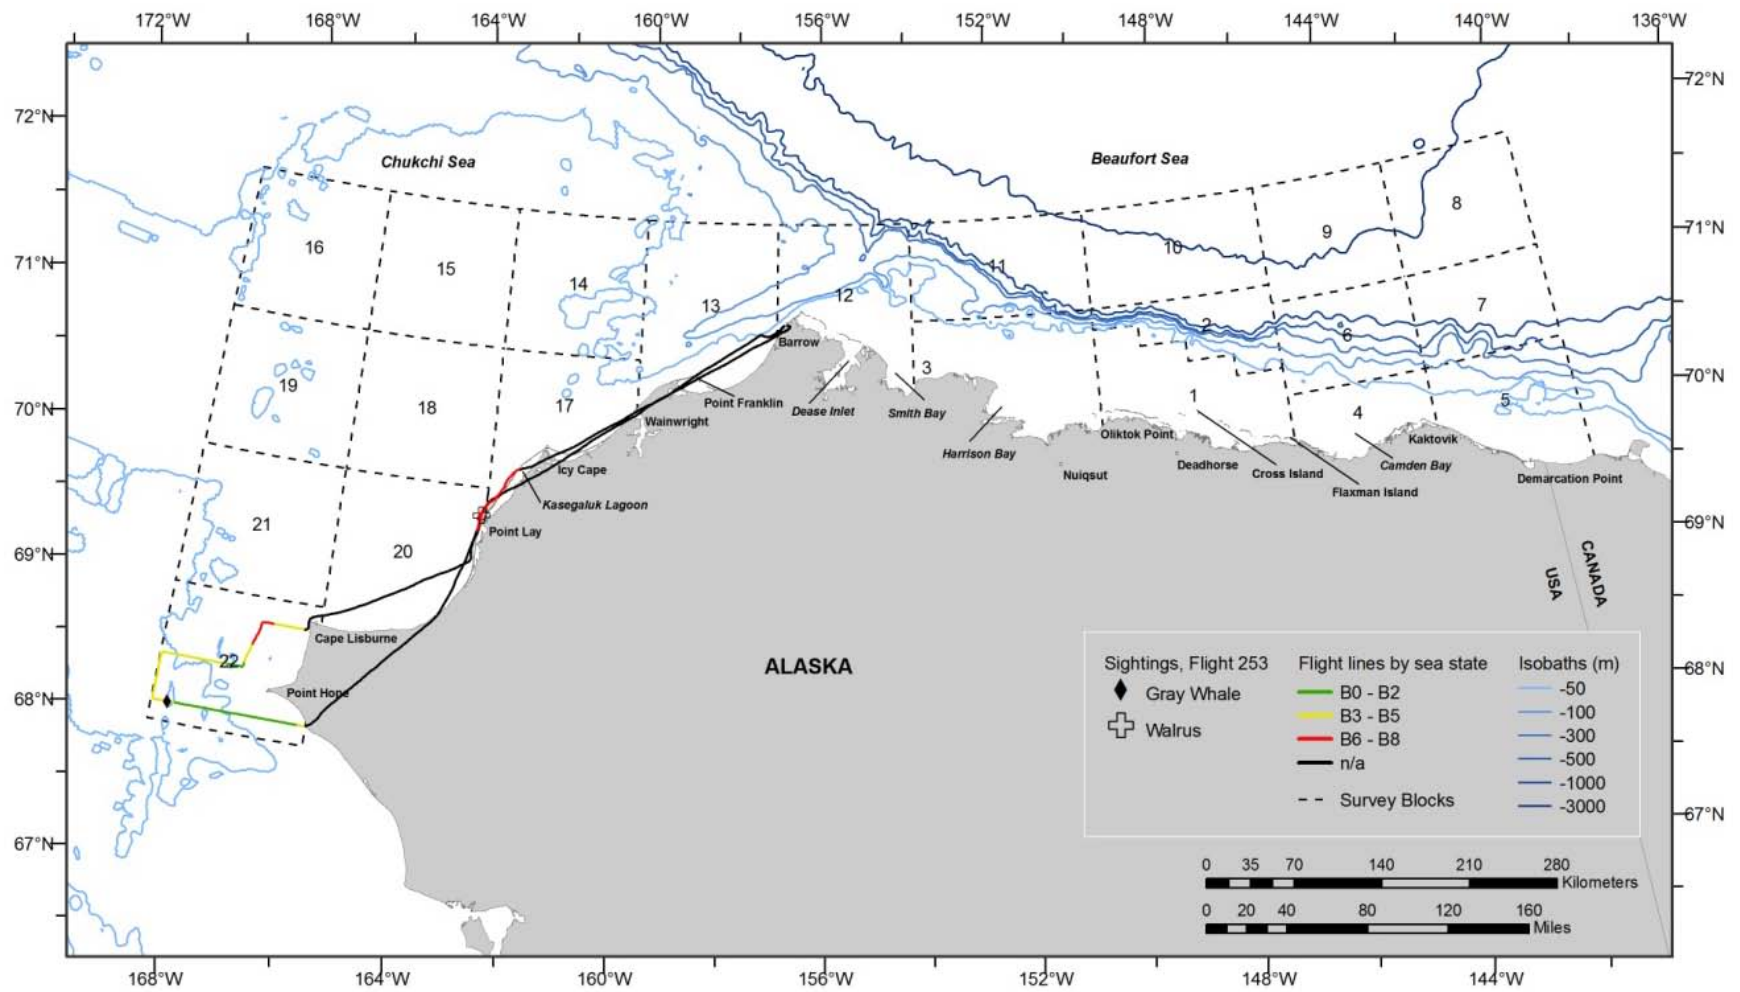 172°W 168°W 164°W 160°W 156°W 152°W 148°W 144°W 140°W 136°W
72°N
72°N
Chukchi Sea
Beaufort Sea
8
9
10
16
15
11
71°N
71°N
14
12
13
7
2
6
Barrow
3
70°N
19
18
17
Point Franklin
Dease Inlet
Smith Bay
1
4
5
70°N
Wainwright
Oliktok Point
Kaktovik
Harrison Bay
Icy Cape
Nuiqsut
Deadhorse
Cross Island
Camden Bay
Demarcation Point
Flaxman Island
Kasegaluk Lagoon
21
Point Lay
69°N
69°N
20
CANADA
USA
Cape Lisburne
22
ALASKA
68°N
Point Hope
68°N
Sightings, Flight 253
Gray Whale
Walrus
Flight lines by sea state
B0 - B2
B3 - B5
B6 - B8
n/a
Survey Blocks
Isobaths (m)
-50
-100
-300
-500
-1000
-3000
67°N
67°N
0 35 70 140 210 280
Kilometers
0 20 40 80 120 160
Miles
168°W 164°W 162°W 160°W 156°W 152°W 148°W 144°W